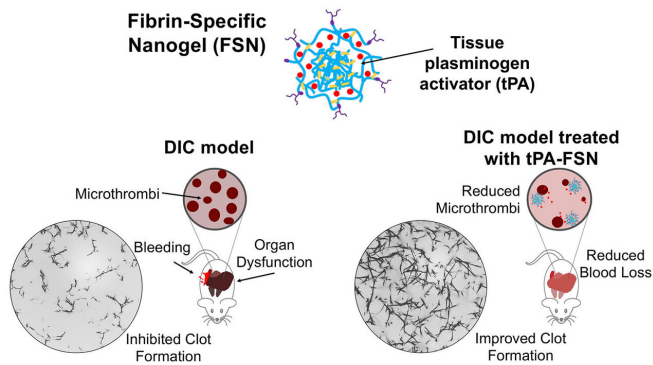 Fibrin-Specific
Nanogel (FSN)
Tissue
plasminogen
activator (tPA)
DIC model
Microthrombi
Bleeding
Organ
Dysfunction
Inhibited Clot
Formation
DIC model treated
with tPA-FSN
Reduced
Microthrombi
Reduced
Blood Loss
Improved Clot
Formation